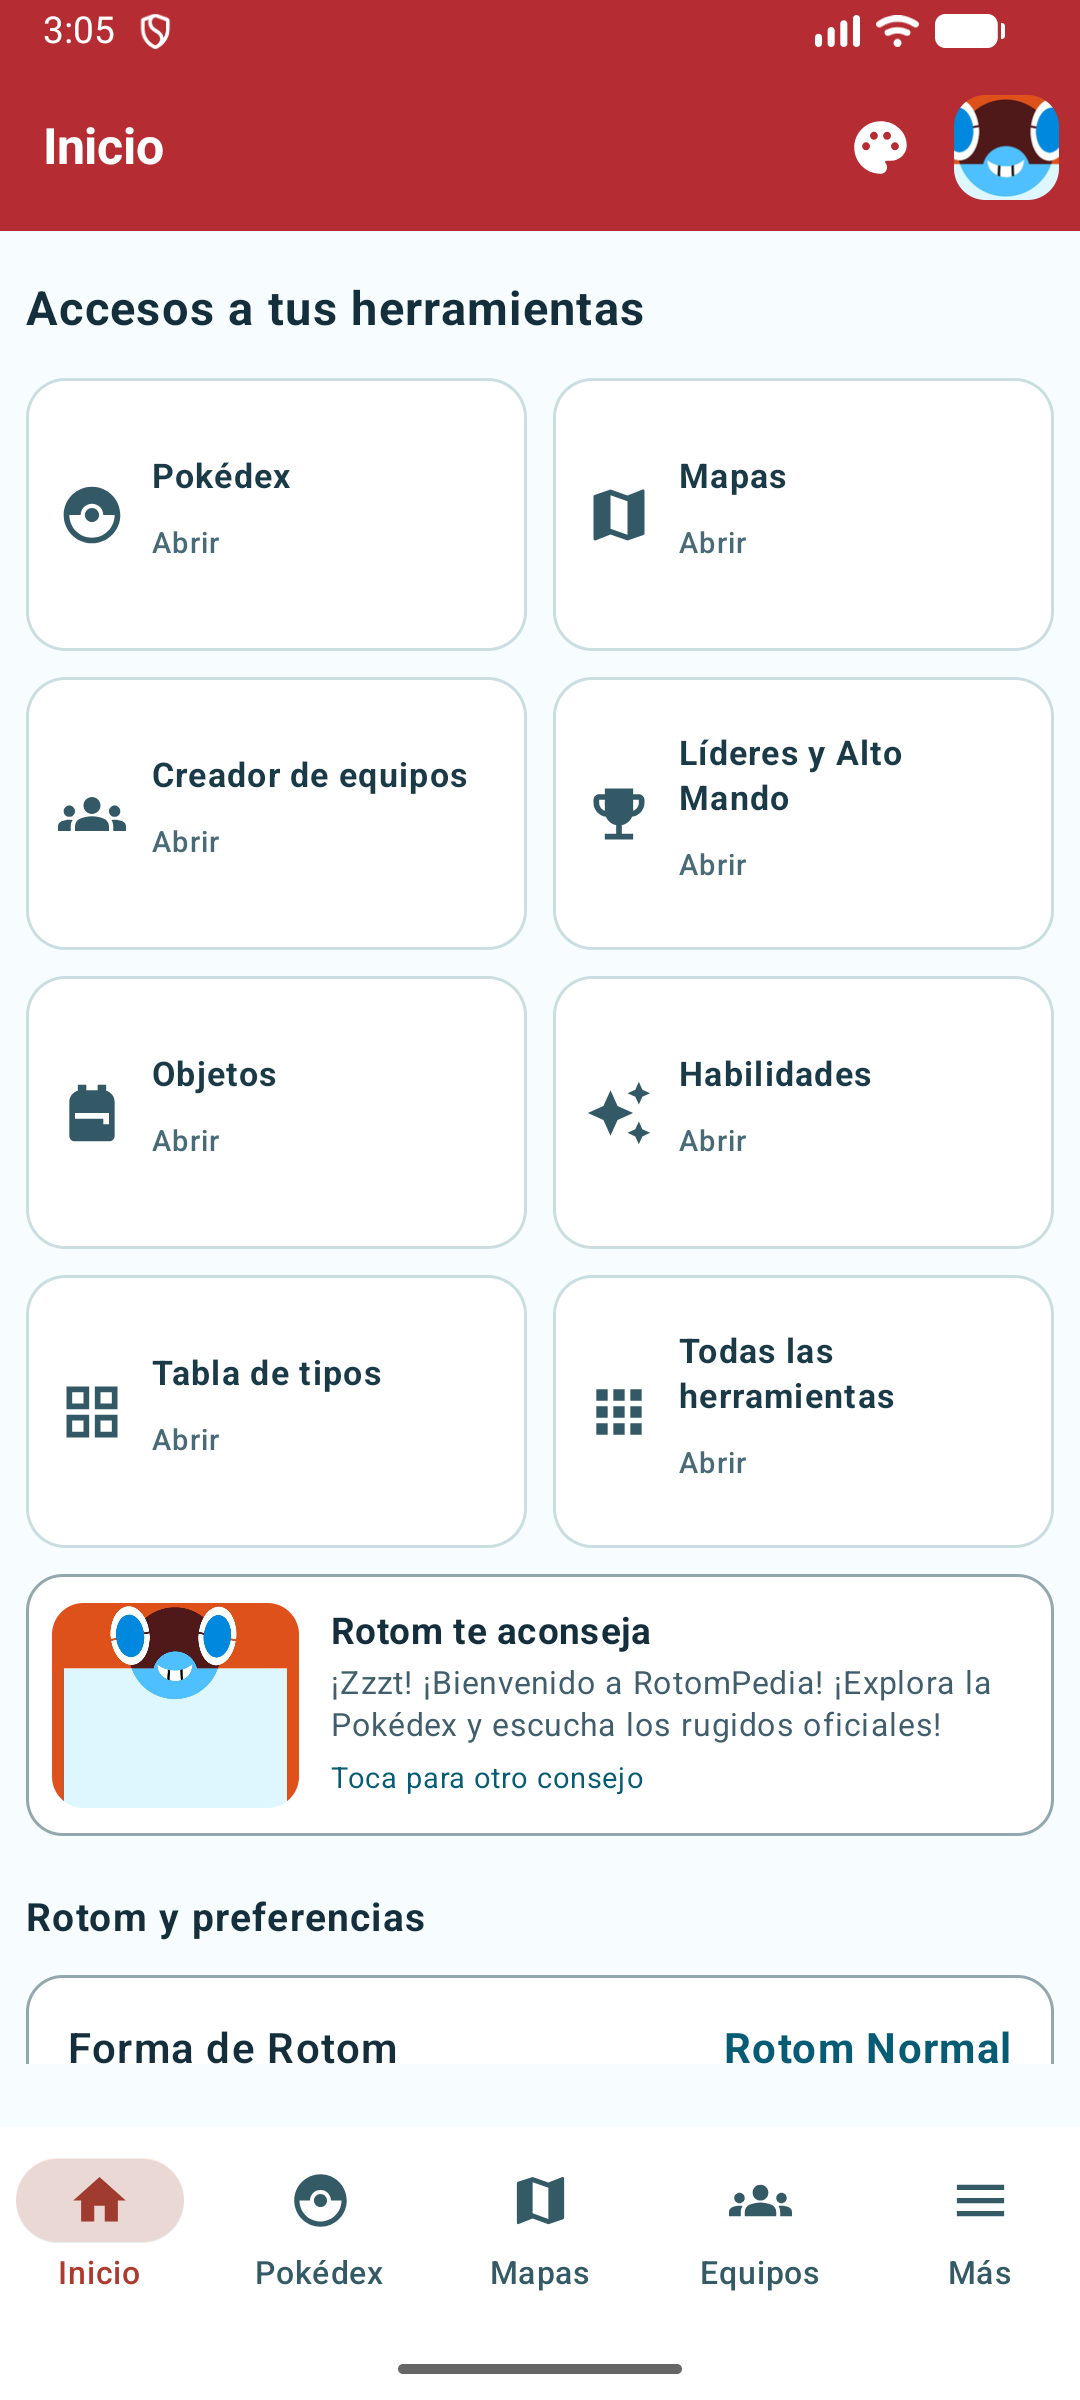 3:05
Inicio
Accesos a tus herramientas
Pokédex
Abrir
Mapas
Abrir
Creador de equipos
Abrir
Líderes y Alto
Mando
Abrir
Objetos
Abrir
Habilidades
Abrir
Tabla de tipos
Abrir
Todas las
herramientas
Abrir
Rotom te aconseja
¡Zzzt! ¡Bienvenido a RotomPedia! ¡Explora la
Pokédex y escucha los rugidos oficiales!
Toca para otro consejo
Rotom y preferencias
Forma de Rotom
Rotom Normal
Inicio
Pokédex
Mapas
Equipos
Más